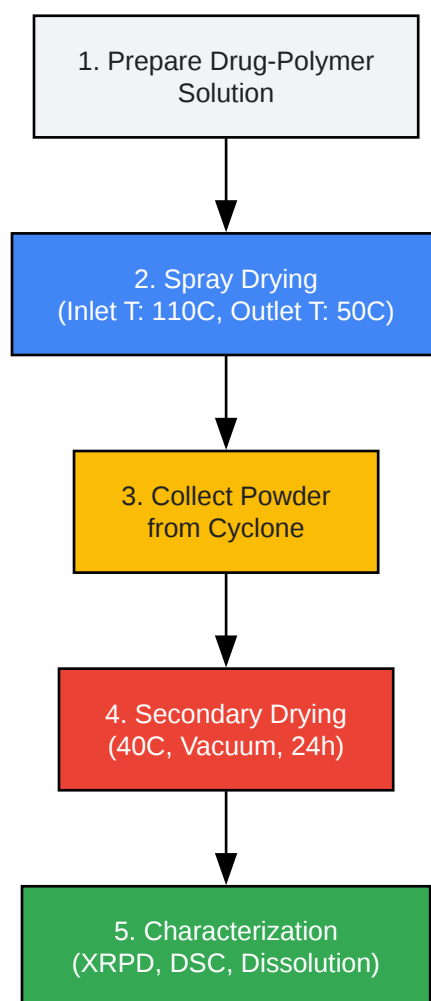 1. Prepare Drug-Polymer
Solution
2. Spray Drying
(Inlet T: 110C, Outlet T: 50C)
3. Collect Powder
from Cyclone
4. Secondary Drying
(40C, Vacuum, 24h)
5. Characterization
(XRPD, DSC, Dissolution)